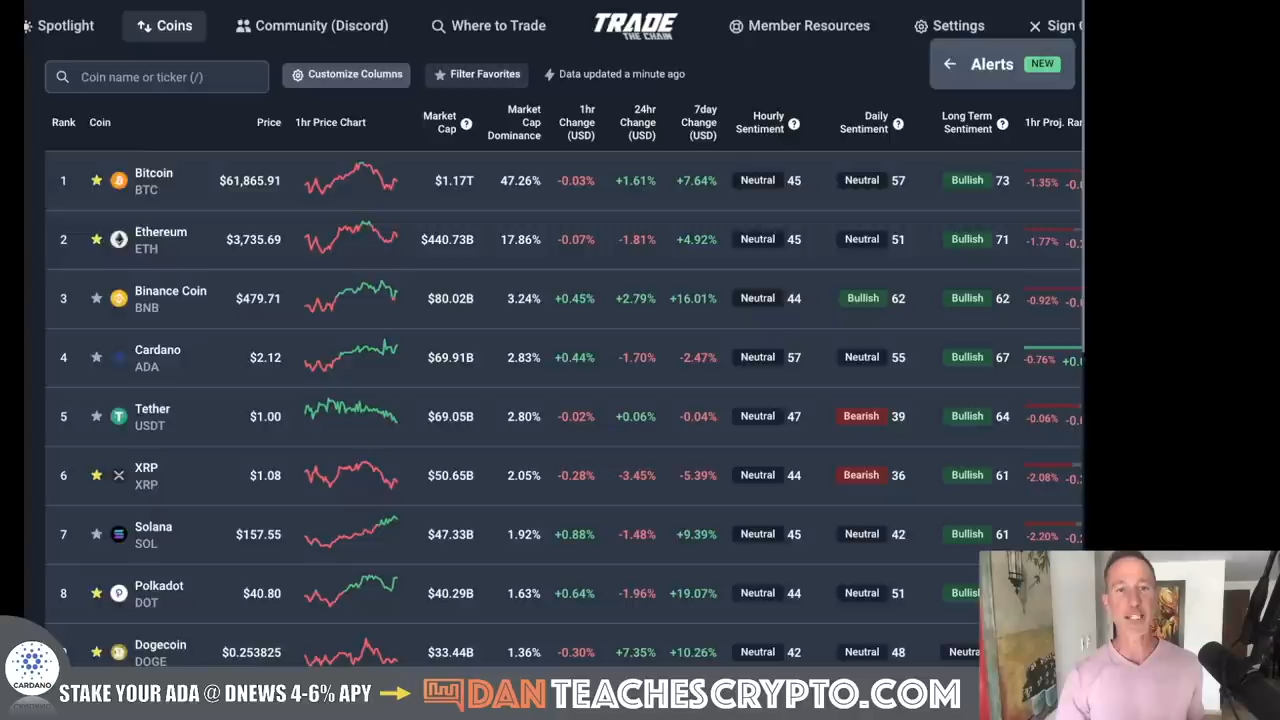 Spotlight
Coins
Community (Discord)
Where to Trade
TRADE
THE CHAIN
Member Resources
Settings
Sign
Coin name or ticker (/)
Customize Columns
Filter Favorites
Data updated a minute ago
Alerts NEW
Rank Coin Price 1hr Price Chart Market Cap ? Market Cap Dominance 1hr Change (USD) 24hr Change (USD) 7day Change (USD) Hourly Sentiment ? Daily Sentiment ? Long Term Sentiment ? 1hr Proj.
1 Bitcoin BTC $61,865.91 $1.17T 47.26% -0.03% +1.61% +7.64% Neutral 45 Neutral 57 Bullish 73 -1.35%
2 Ethereum ETH $3,735.69 $440.73B 17.86% -0.07% -1.81% +4.92% Neutral 45 Neutral 51 Bullish 71 -1.77%
3 Binance Coin BNB $479.71 $80.02B 3.24% +0.45% +2.79% +16.01% Neutral 44 Bullish 62 Bullish 62 -0.92%
4 Cardano ADA $2.12 $69.91B 2.83% +0.44% -1.70% -2.47% Neutral 57 Neutral 55 Bullish 67 -0.76%
5 Tether USDT $1.00 $69.05B 2.80% -0.02% +0.06% -0.04% Neutral 47 Bearish 39 Bullish 64 -0.06%
6 XRP XRP $1.08 $50.65B 2.05% -0.28% -3.45% -5.39% Neutral 44 Bearish 36 Bullish 61 -2.08%
7 Solana SOL $157.55 $47.33B 1.92% +0.88% -1.48% +9.39% Neutral 45 Neutral 42 Bullish 61 -2.20%
8 Polkadot DOT $40.80 $40.29B 1.63% +0.64% -1.96% +19.07% Neutral 44 Neutral 51
Dogecoin DOGE $0.253825 $33.44B 1.36% -0.30% +7.35% +10.26% Neutral 42 Neutral 48
CARDANO
STAKE YOUR ADA @ DNEWS 4-6% APY
DANTEACHESCRYPTO.COM